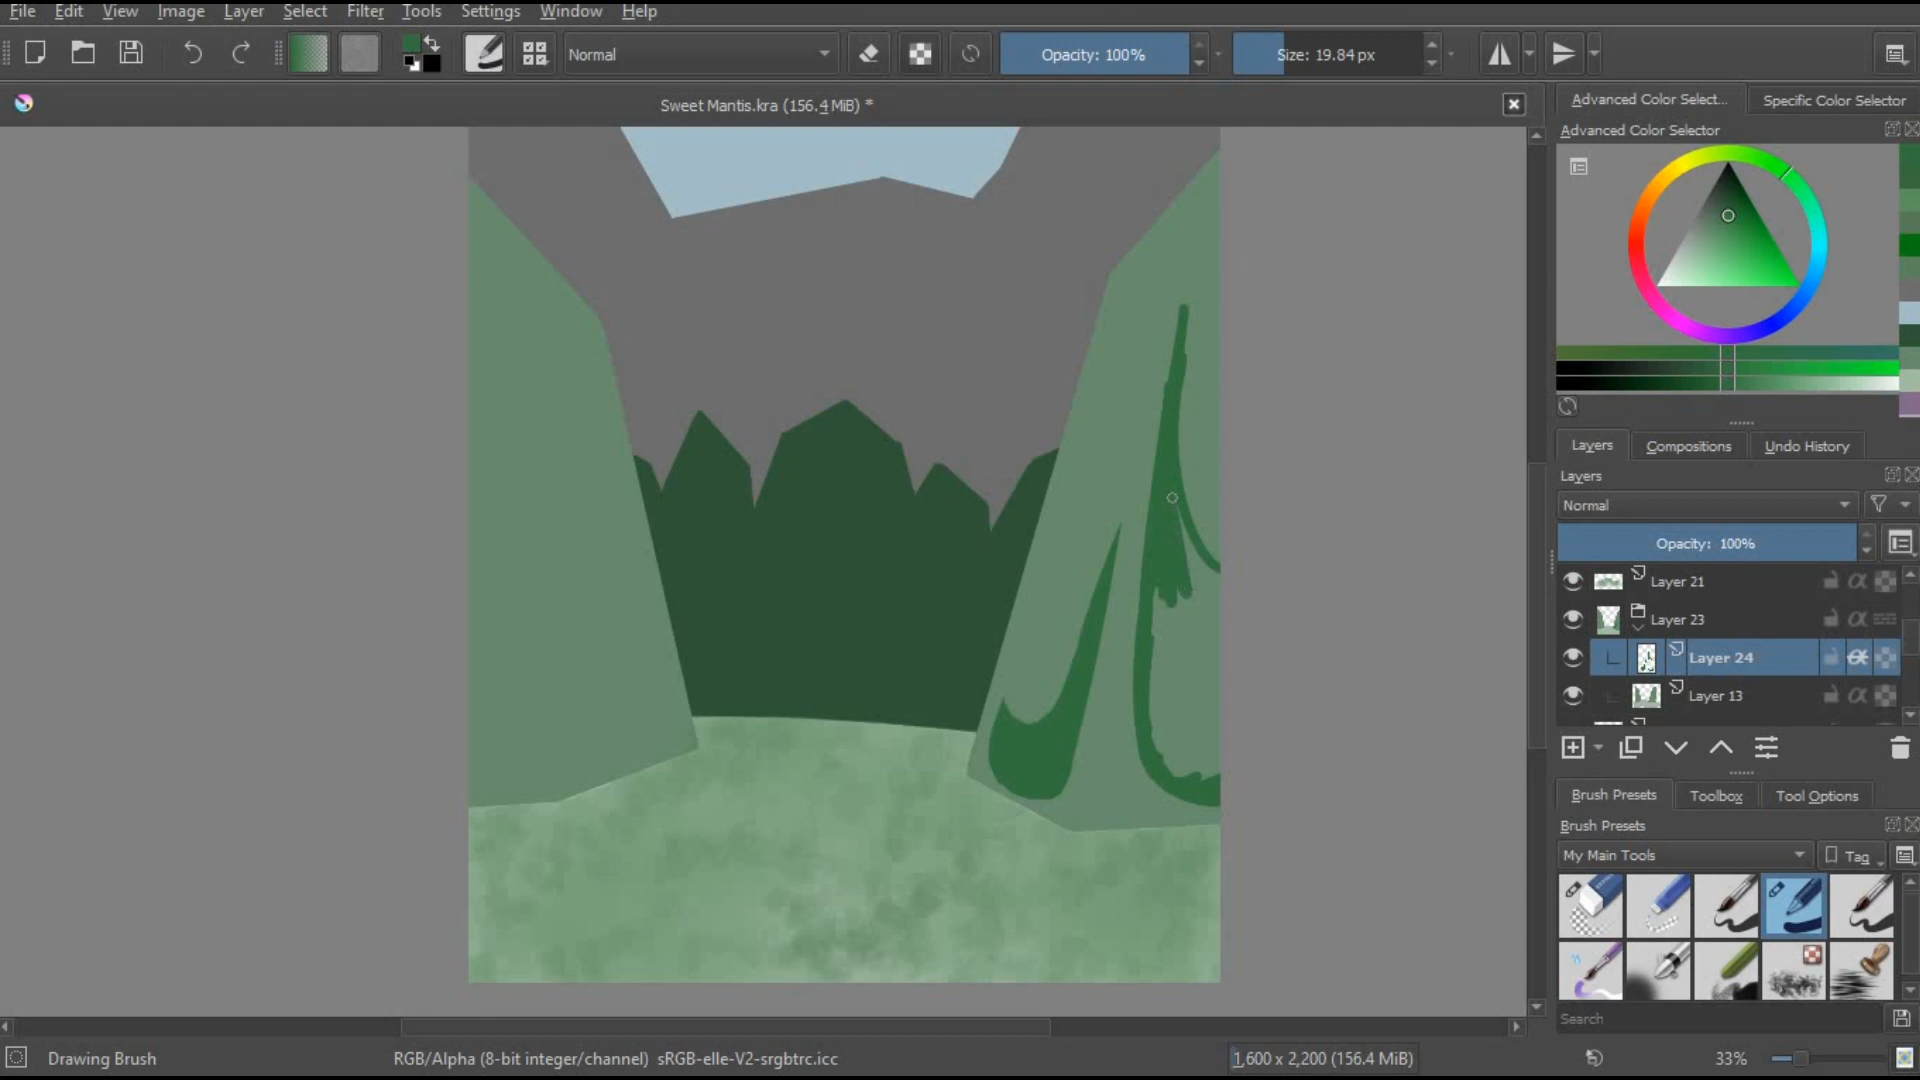 File Edit View Image Layer Select Filter Tools Settings Window Help
Normal Opacity: 100% Size: 19.84 px
Sweet Mantis.kra (156.4 MiB) *
Advanced Color Select... Specific Color Selector
Advanced Color Selector
Layers Compositions Undo History
Layers
Normal
Opacity: 100%
Layer 21
Layer 23
Layer 24
Layer 13
Brush Presets Toolbox Tool Options
Brush Presets
My Main Tools Tag
Search
Drawing Brush RGB/Alpha (8-bit integer/channel) sRGB-elle-V2-srgbtrc.icc 1,600 x 2,200 (156.4 MiB) 33%